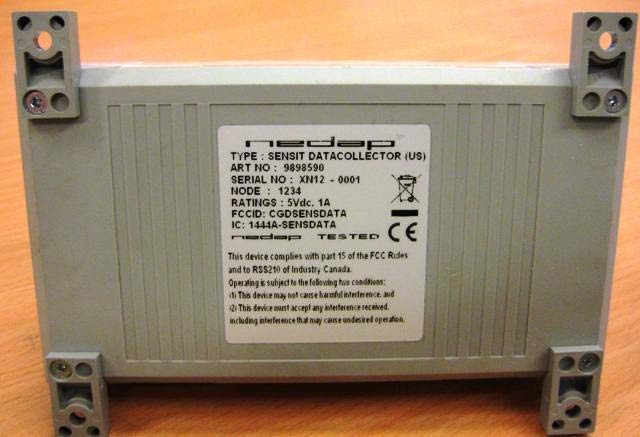 nedap
TYPE : SENSIT DATACOLLECTOR (US)
ART NO : 9898590
SERIAL NO : XN12 - 0001
NODE : 1234
RATINGS : 5Vdc. 1A
FCCID: CGDSENSDATA
IC: 1444A-SENSDATA
nedap TESTED CE
This device complies with part 15 of the FCC Rules
and to RSS210 of Industry Canada.
Operating is subject to the following two conditions:
(1) This device may not cause harmful interference, and
(2) This device must accept any interference received,
including interference that may cause undesired operation.